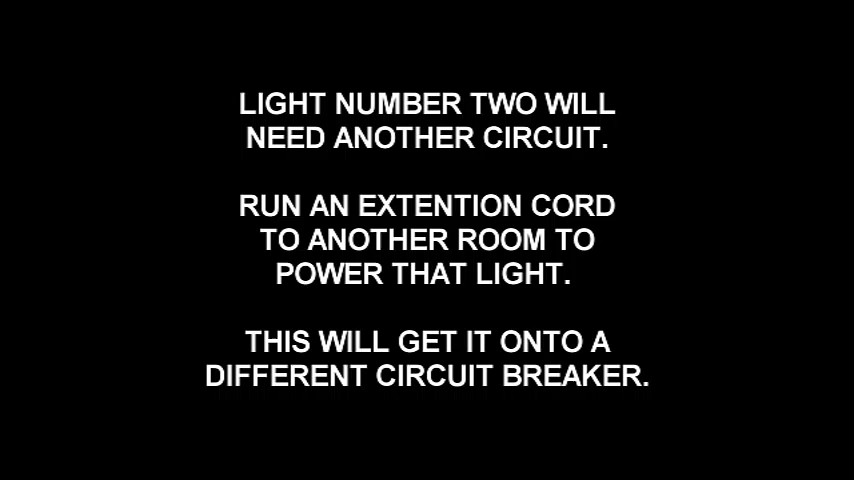 LIGHT NUMBER TWO WILL
NEED ANOTHER CIRCUIT.
RUN AN EXTENTION CORD
TO ANOTHER ROOM TO
POWER THAT LIGHT.
THIS WILL GET IT ONTO A
DIFFERENT CIRCUIT BREAKER.